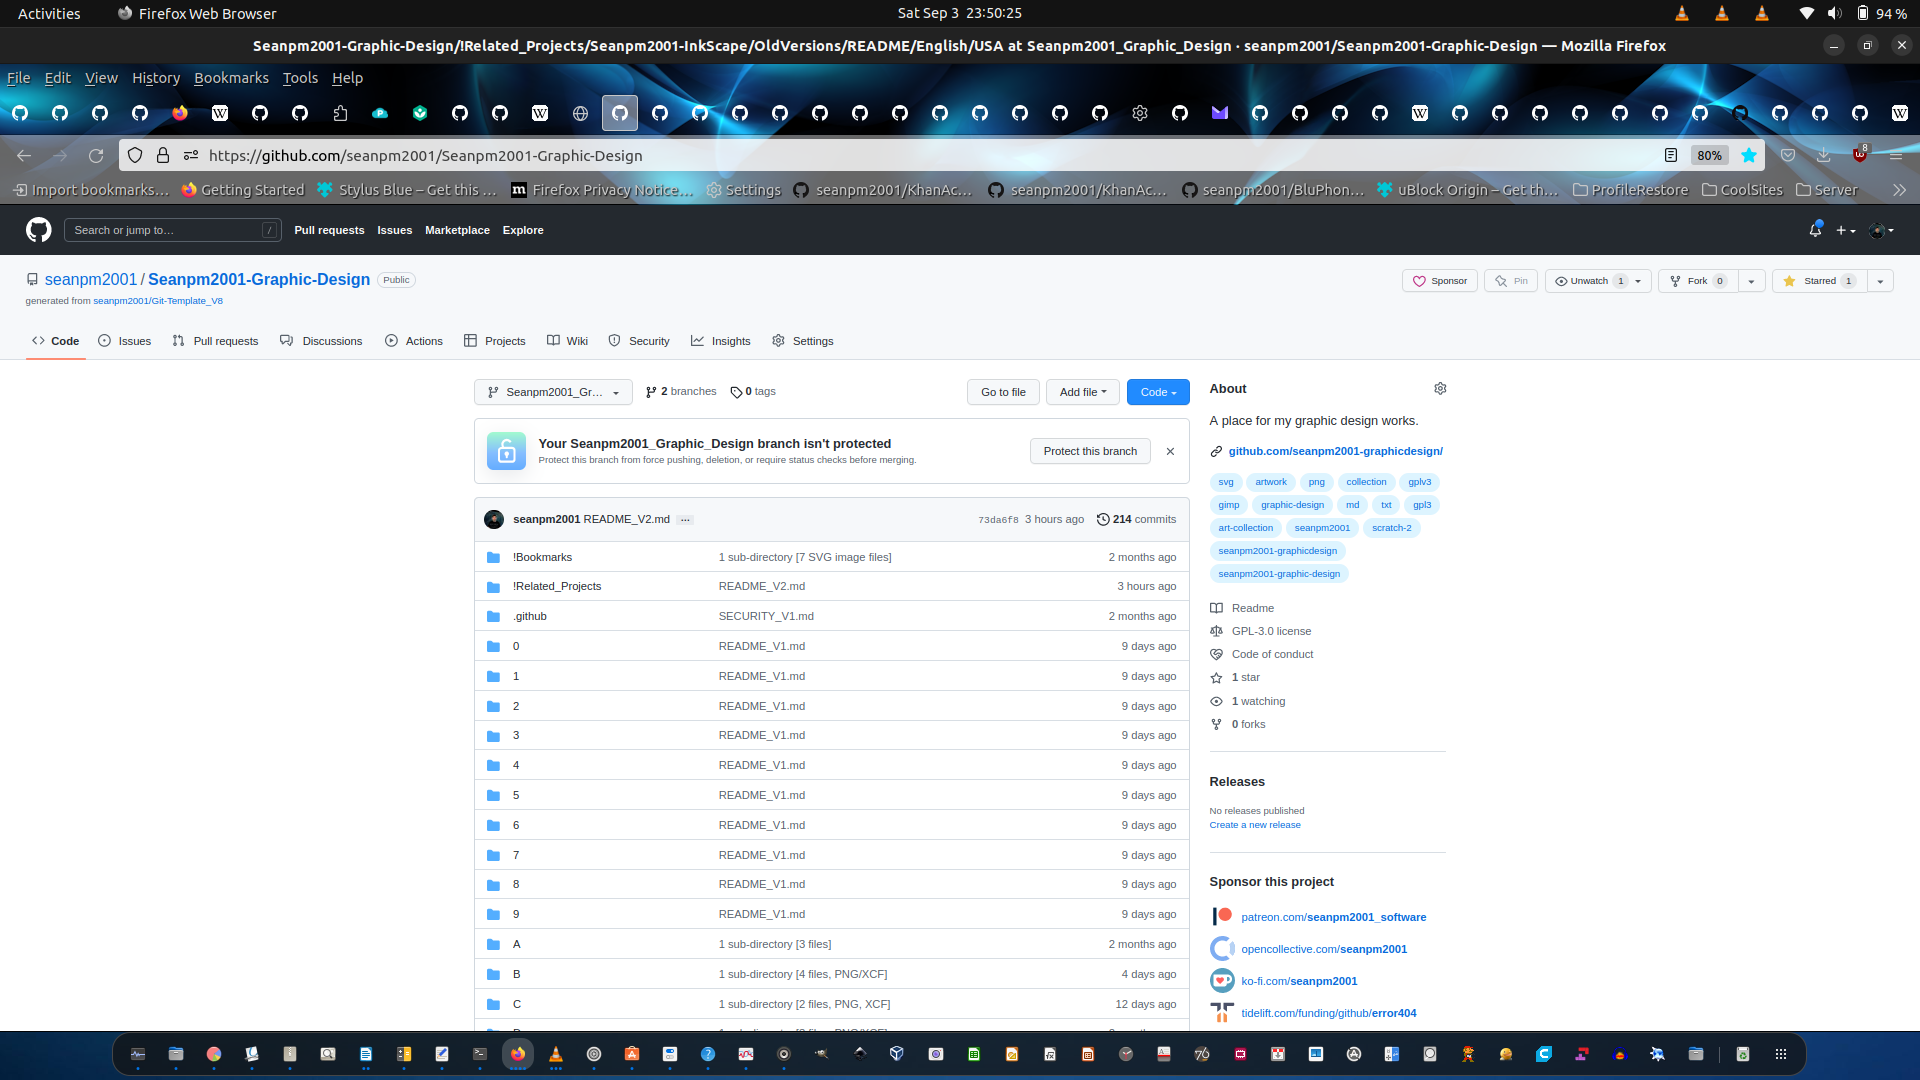 Activities
Firefox Web Browser
Sat Sep 3 23:50:25
94 %
Seanpm2001-Graphic-Design/!Related_Projects/Seanpm2001-InkScape/OldVersions/README/English/USA at Seanpm2001_Graphic_Design · seanpm2001/Seanpm2001-Graphic-Design — Mozilla Firefox
File Edit View History Bookmarks Tools Help
https://github.com/seanpm2001/Seanpm2001-Graphic-Design
80%
8
Import bookmarks… Getting Started Stylus Blue – Get this … Firefox Privacy Notice… Settings seanpm2001/KhanAc… seanpm2001/KhanAc… seanpm2001/BluPhon… uBlock Origin – Get th… ProfileRestore CoolSites Server
Search or jump to… /
Pull requests Issues Marketplace Explore
seanpm2001 / Seanpm2001-Graphic-Design Public
generated from seanpm2001/Git-Template_V8
Sponsor Pin Unwatch 1 Fork 0 Starred 1
Code Issues Pull requests Discussions Actions Projects Wiki Security Insights Settings
Seanpm2001_Gr… 2 branches 0 tags
Go to file Add file Code
Your Seanpm2001_Graphic_Design branch isn't protected
Protect this branch from force pushing, deletion, or require status checks before merging.
Protect this branch
seanpm2001 README_V2.md … 73da6f8 3 hours ago 214 commits
!Bookmarks 1 sub-directory [7 SVG image files] 2 months ago
!Related_Projects README_V2.md 3 hours ago
.github SECURITY_V1.md 2 months ago
0 README_V1.md 9 days ago
1 README_V1.md 9 days ago
2 README_V1.md 9 days ago
3 README_V1.md 9 days ago
4 README_V1.md 9 days ago
5 README_V1.md 9 days ago
6 README_V1.md 9 days ago
7 README_V1.md 9 days ago
8 README_V1.md 9 days ago
9 README_V1.md 9 days ago
A 1 sub-directory [3 files] 2 months ago
B 1 sub-directory [4 files, PNG/XCF] 4 days ago
C 1 sub-directory [2 files, PNG, XCF] 12 days ago
About
A place for my graphic design works.
github.com/seanpm2001-graphicdesign/
svg artwork png collection gplv3
gimp graphic-design md txt gpl3
art-collection seanpm2001 scratch-2
seanpm2001-graphicdesign
seanpm2001-graphic-design
Readme
GPL-3.0 license
Code of conduct
1 star
1 watching
0 forks
Releases
No releases published
Create a new release
Sponsor this project
patreon.com/seanpm2001_software
opencollective.com/seanpm2001
ko-fi.com/seanpm2001
tidelift.com/funding/github/error404